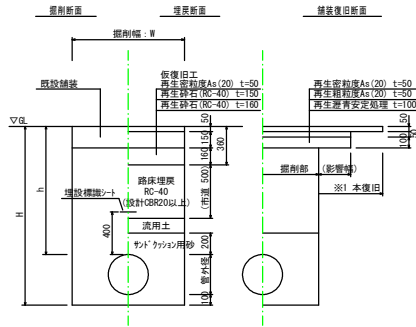 掘削断面
埋戻断面
舗装復旧断面
掘削幅：W
仮復旧工
再生密粒度As(20) t=50
再生砕石(RC-40) t=150
再生砕石(RC-40) t=160
既設舗装
再生密粒度As(20) t=50
再生粗粒度As(20) t=50
再生瀝青安定処理 t=100
▽GL
50
150
160
360
50
50
100
掘削部
(影響幅)
※1 本復旧
路床埋戻
RC-40
(設計CBR20以上)
(市道 500)
埋設標識シート
h
H
400
流用土
サンドクッション用砂
200
管外径
100